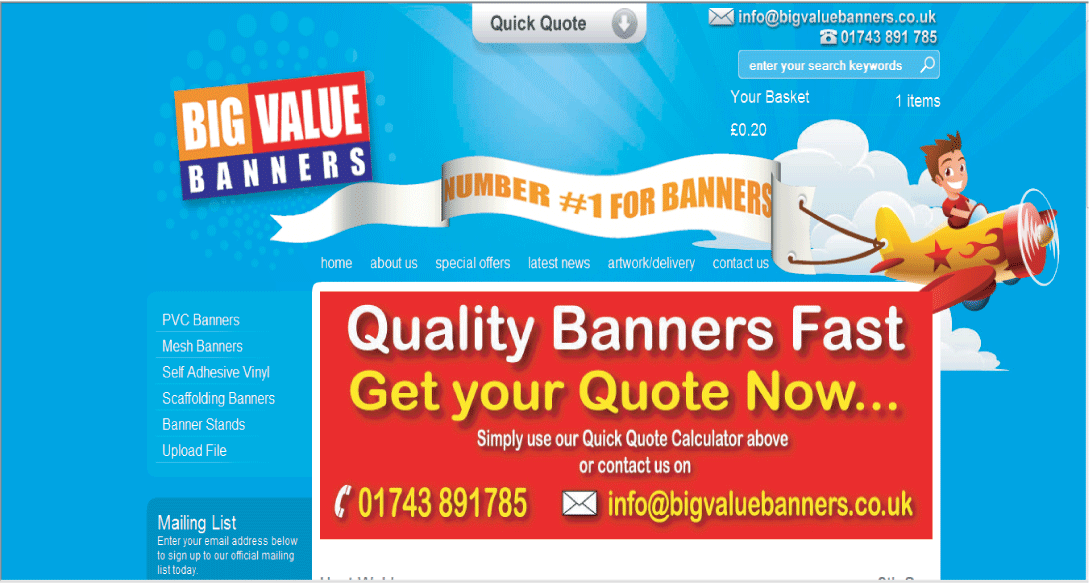 Quick Quote
info@bigvaluebanners.co.uk
01743 891 785
enter your search keywords
Your Basket 1 items
£0.20
BIG VALUE
BANNERS
NUMBER #1 FOR BANNERS
home about us special offers latest news artwork/delivery contact us
PVC Banners
Mesh Banners
Self Adhesive Vinyl
Scaffolding Banners
Banner Stands
Upload File
Quality Banners Fast
Get your Quote Now...
Simply use our Quick Quote Calculator above
or contact us on
01743 891785 info@bigvaluebanners.co.uk
Mailing List
Enter your email address below
to sign up to our official mailing
list today.